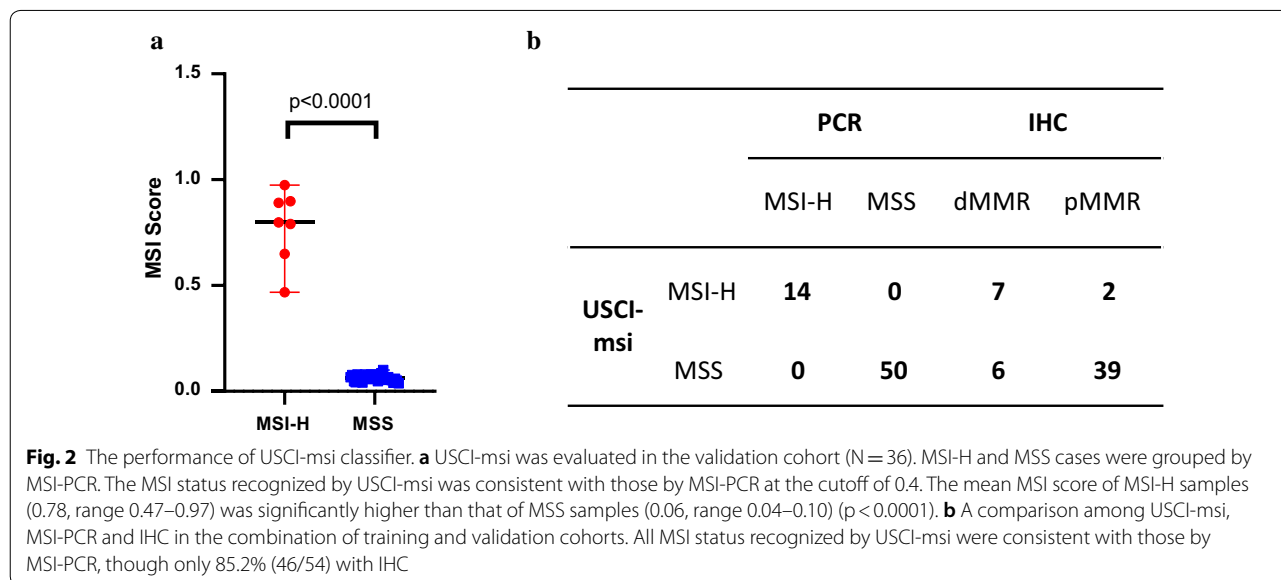 a
1.5
p<0.0001
1.0
MSI Score
0.5
0.0
MSI-H MSS
b
PCR IHC
MSI-H MSS dMMR pMMR
USCI-
msi
MSI-H 14 0 7 2
MSS 0 50 6 39
Fig. 2 The performance of USCI-msi classifier. a USCI-msi was evaluated in the validation cohort (N = 36). MSI-H and MSS cases were grouped by
MSI-PCR. The MSI status recognized by USCI-msi was consistent with those by MSI-PCR at the cutoff of 0.4. The mean MSI score of MSI-H samples
(0.78, range 0.47–0.97) was significantly higher than that of MSS samples (0.06, range 0.04–0.10) (p < 0.0001). b A comparison among USCI-msi,
MSI-PCR and IHC in the combination of training and validation cohorts. All MSI status recognized by USCI-msi were consistent with those by
MSI-PCR, though only 85.2% (46/54) with IHC